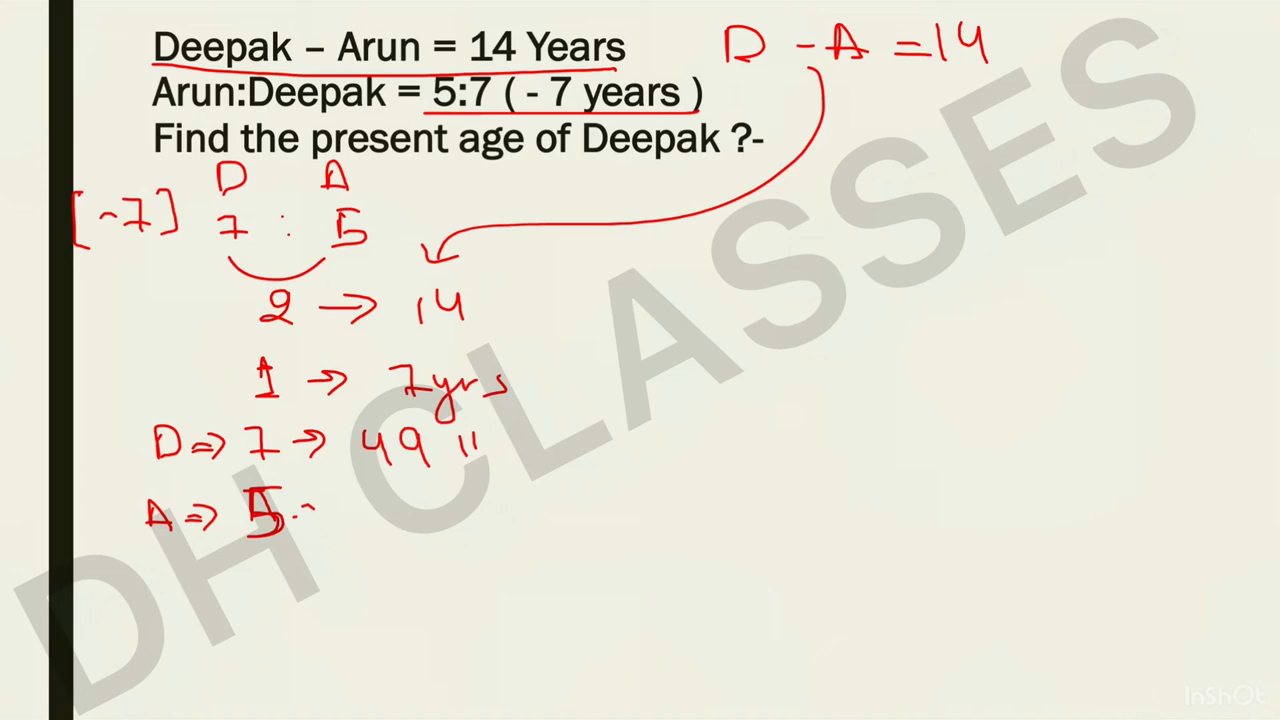 Deepak – Arun = 14 Years
D - A = 14
Arun:Deepak = 5:7 ( - 7 years )
Find the present age of Deepak ?-
D A
[-7] 7 : 5
2 → 14
1 → 7yrs
D ⇒ 7 → 49 "
A ⇒ 5 -
DH CLASSES
InShOt